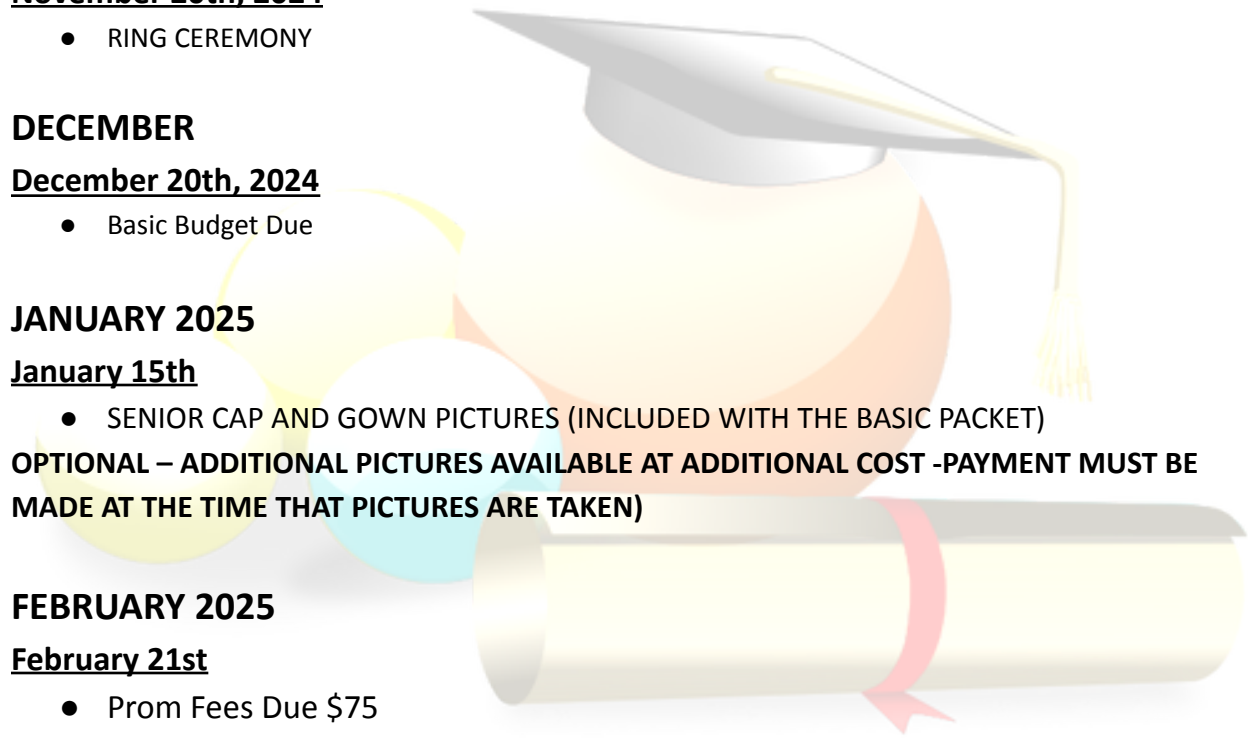 ● RING CEREMONY
DECEMBER
December 20th, 2024
● Basic Budget Due
JANUARY 2025
January 15th
● SENIOR CAP AND GOWN PICTURES (INCLUDED WITH THE BASIC PACKET)
OPTIONAL – ADDITIONAL PICTURES AVAILABLE AT ADDITIONAL COST -PAYMENT MUST BE
MADE AT THE TIME THAT PICTURES ARE TAKEN)
FEBRUARY 2025
February 21st
● Prom Fees Due $75